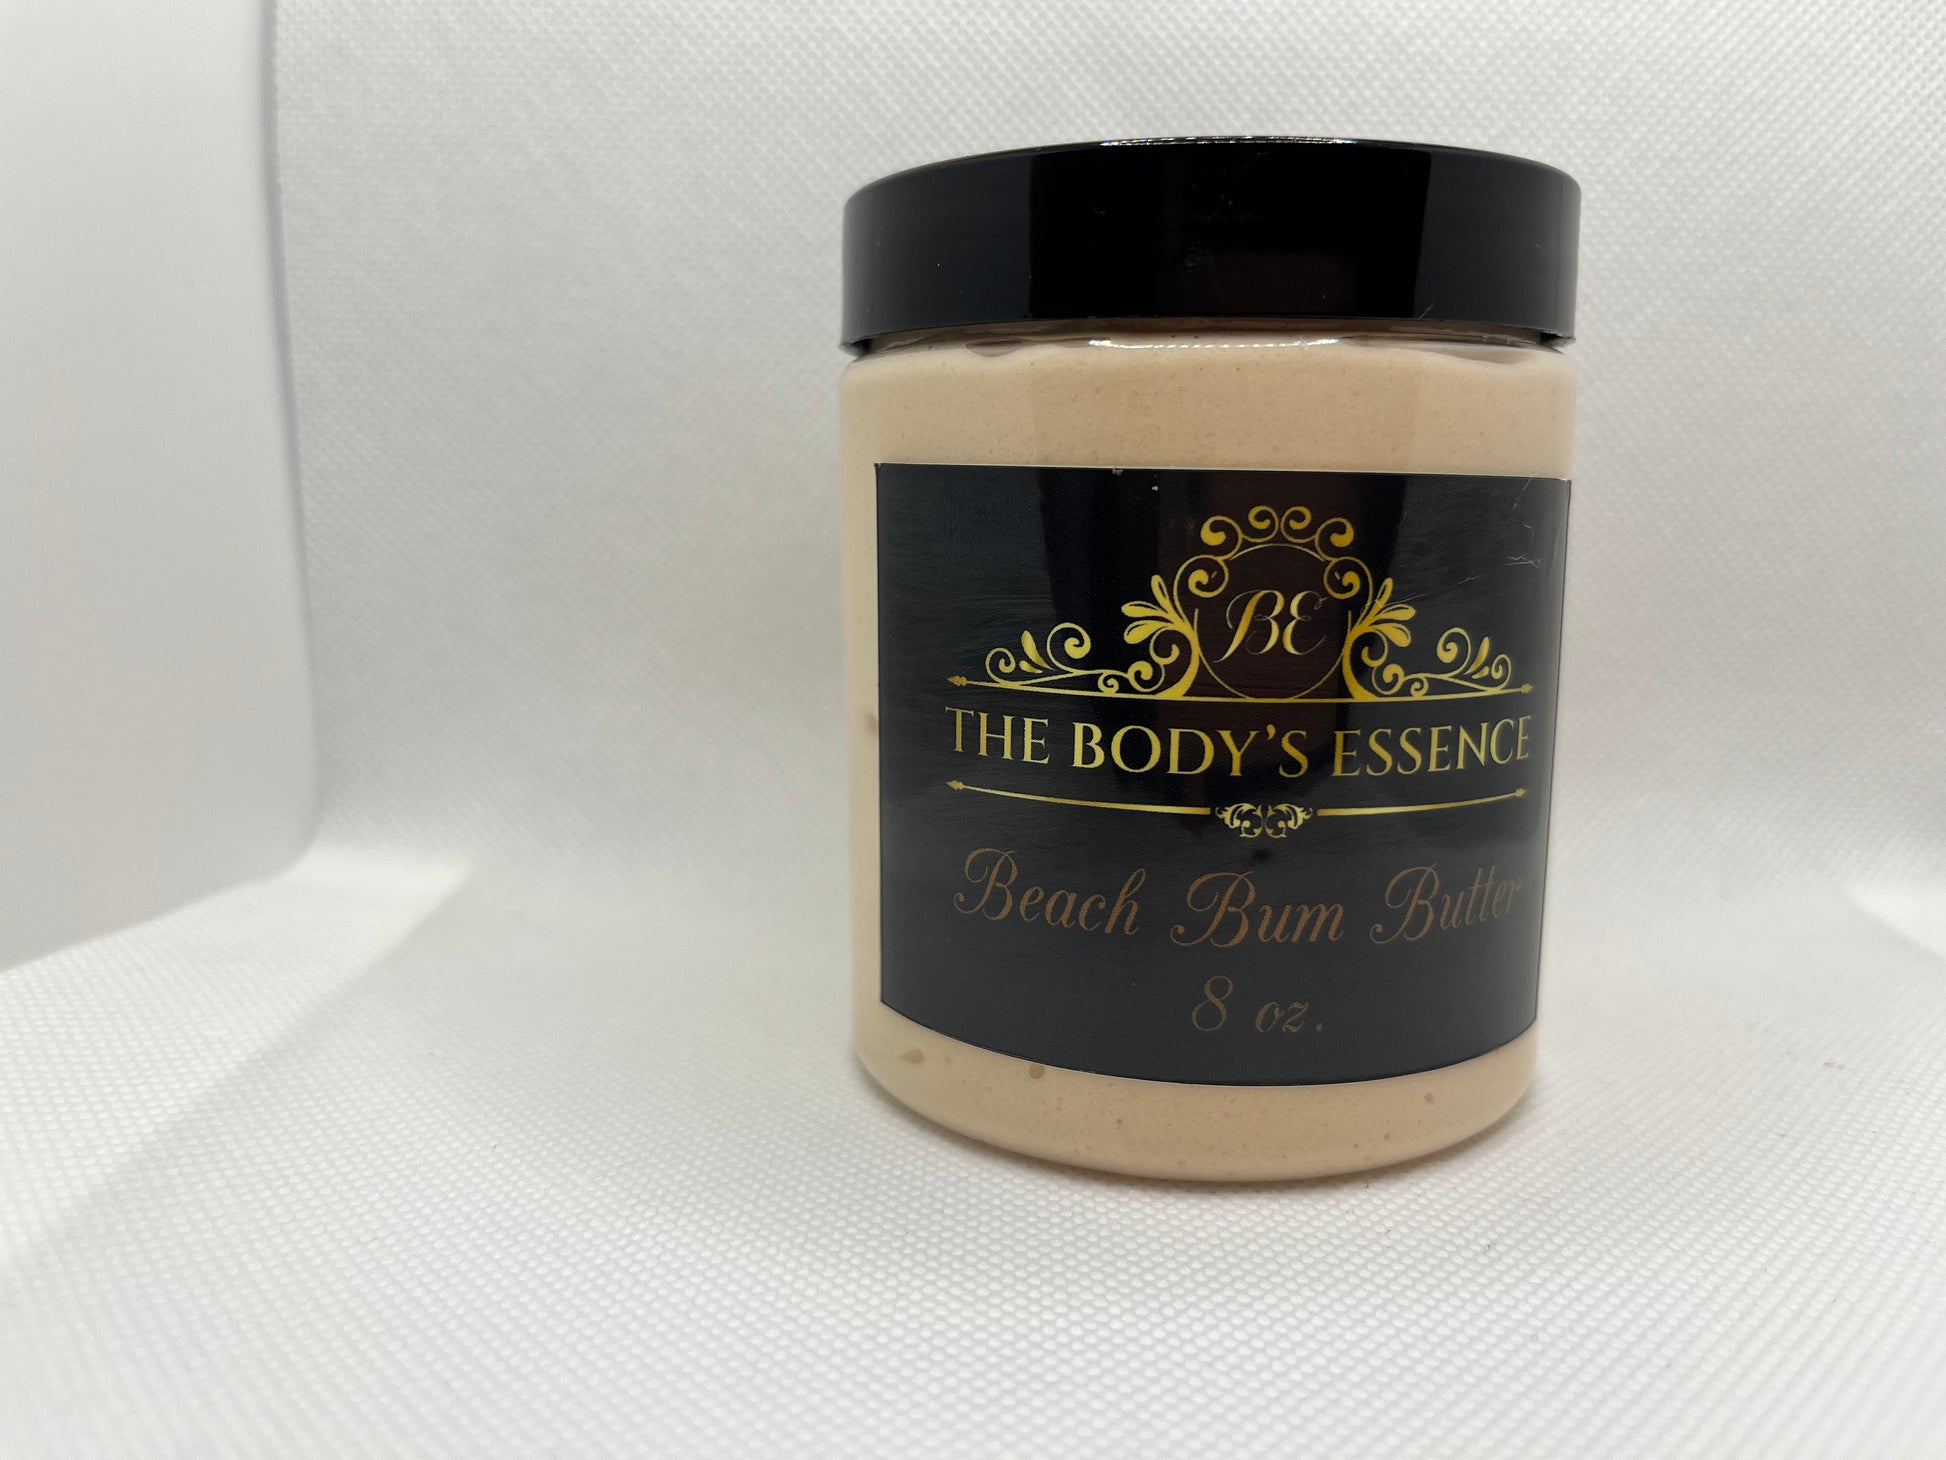 BE
THE BODY'S ESSENCE
Beach Bum Butter
8 oz.